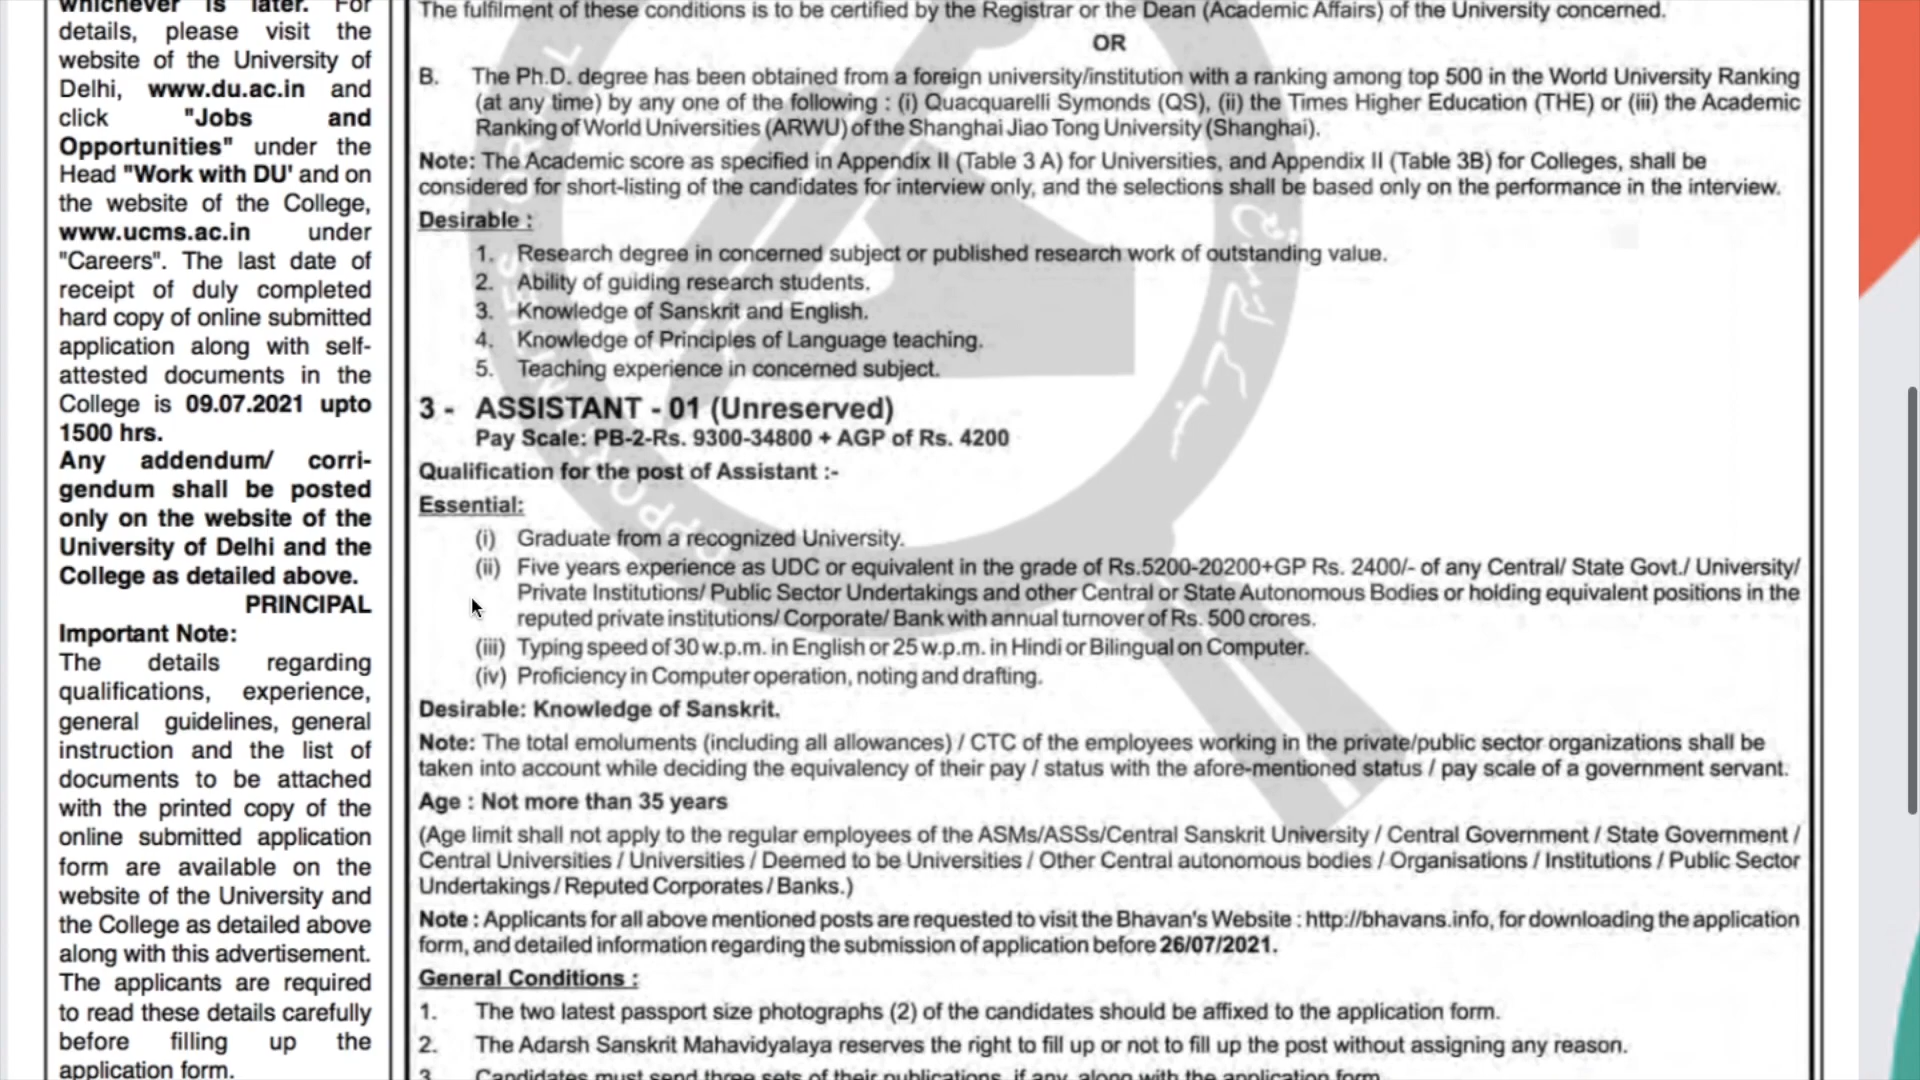 whichever is later. For
details, please visit the
website of the University of
Delhi, www.du.ac.in and
click "Jobs and
Opportunities" under the
Head "Work with DU' and on
the website of the College,
www.ucms.ac.in under
"Careers". The last date of
receipt of duly completed
hard copy of online submitted
application along with self-
attested documents in the
College is 09.07.2021 upto
1500 hrs.
Any addendum/ corri-
gendum shall be posted
only on the website of the
University of Delhi and the
College as detailed above.
PRINCIPAL
Important Note:
The details regarding
qualifications, experience,
general guidelines, general
instruction and the list of
documents to be attached
with the printed copy of the
online submitted application
form are available on the
website of the University and
the College as detailed above
along with this advertisement.
The applicants are required
to read these details carefully
before filling up the
application form.
The fulfilment of these conditions is to be certified by the Registrar or the Dean (Academic Affairs) of the University concerned.
OR
B. The Ph.D. degree has been obtained from a foreign university/institution with a ranking among top 500 in the World University Ranking
(at any time) by any one of the following : (i) Quacquarelli Symonds (QS), (ii) the Times Higher Education (THE) or (iii) the Academic
Ranking of World Universities (ARWU) of the Shanghai Jiao Tong University (Shanghai).
Note: The Academic score as specified in Appendix II (Table 3 A) for Universities, and Appendix II (Table 3B) for Colleges, shall be
considered for short-listing of the candidates for interview only, and the selections shall be based only on the performance in the interview.
Desirable :
1. Research degree in concerned subject or published research work of outstanding value.
2. Ability of guiding research students.
3. Knowledge of Sanskrit and English.
4. Knowledge of Principles of Language teaching.
5. Teaching experience in concerned subject.
3 - ASSISTANT - 01 (Unreserved)
Pay Scale: PB-2-Rs. 9300-34800 + AGP of Rs. 4200
Qualification for the post of Assistant :-
Essential:
(i) Graduate from a recognized University.
(ii) Five years experience as UDC or equivalent in the grade of Rs.5200-20200+GP Rs. 2400/- of any Central/ State Govt./ University/
Private Institutions/ Public Sector Undertakings and other Central or State Autonomous Bodies or holding equivalent positions in the
reputed private institutions/ Corporate/ Bank with annual turnover of Rs. 500 crores.
(iii) Typing speed of 30 w.p.m. in English or 25 w.p.m. in Hindi or Bilingual on Computer.
(iv) Proficiency in Computer operation, noting and drafting.
Desirable: Knowledge of Sanskrit.
Note: The total emoluments (including all allowances) / CTC of the employees working in the private/public sector organizations shall be
taken into account while deciding the equivalency of their pay / status with the afore-mentioned status / pay scale of a government servant.
Age : Not more than 35 years
(Age limit shall not apply to the regular employees of the ASMs/ASSs/Central Sanskrit University / Central Government / State Government /
Central Universities / Universities / Deemed to be Universities / Other Central autonomous bodies / Organisations / Institutions / Public Sector
Undertakings / Reputed Corporates / Banks.)
Note : Applicants for all above mentioned posts are requested to visit the Bhavan's Website : http://bhavans.info, for downloading the application
form, and detailed information regarding the submission of application before 26/07/2021.
General Conditions :
1. The two latest passport size photographs (2) of the candidates should be affixed to the application form.
2. The Adarsh Sanskrit Mahavidyalaya reserves the right to fill up or not to fill up the post without assigning any reason.
3. Candidates must send three sets of their publications, if any, along with the application form.